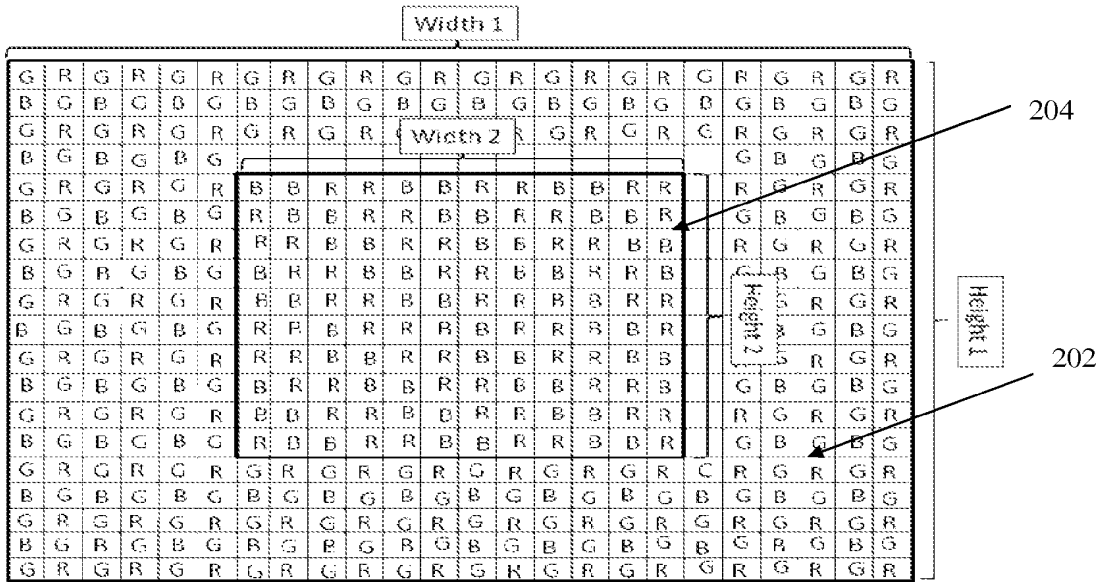 Width 1
G R G R G R G R G R G R G R G R G R G R G R G R
B G B G B G B G B G B G B G B G B G B G B G B G
G R G R G R G R G R R G R G R G R G R G R G R
Width 2
204
B G B G B G G B G B G
G R G R G R B B R R B B R R B B R R R G R G R
B G B G B G R B B R R B B R R B B R G B G B G
G R G R G R R R B B R R B B R R B B R G R G R
B G B G B G B R R B B R R B B R R B G B G B G
G R G R G R B B R R B B R R B B R R G R G R
B G B G B G R B B R R B B R R B B R G B G
G R G R G R R R B B R R B B R R B B G R G R
B G B G B G B R R B B R R B B R R B G B G B G
G R G R G R B B R R B B R R B B R R R G R G R
B G B G B G R B B R R B B R R B B R G B G B G
Height 2
Height 1
202
G R G R G R G R G R G R G R G R G R G R G R G R
B G B G B G B G B G B G B G B G B G B G B G B G
G R G R G R G R G R G R G R G R G R G R G R G R
B G R G B G R G B G R G B G B G B G B G R G B G
G R G R G R G R G R G R G R G R G R G R G R G R